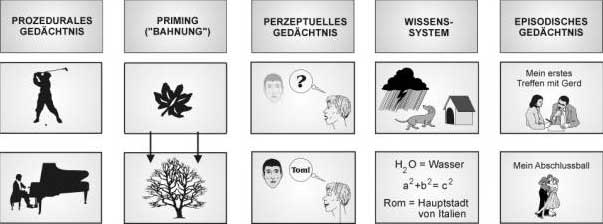 PROZEDURALES
GEDÄCHTNIS
PRIMING
("BAHNUNG")
PERZEPTUELLES
GEDÄCHTNIS
WISSENS-
SYSTEM
EPISODISCHES
GEDÄCHTNIS
?
Mein erstes
Treffen mit Gerd
Tom!
H₂O = Wasser
a²+b²= c²
Rom = Hauptstadt
von Italien
Mein Abschlussball